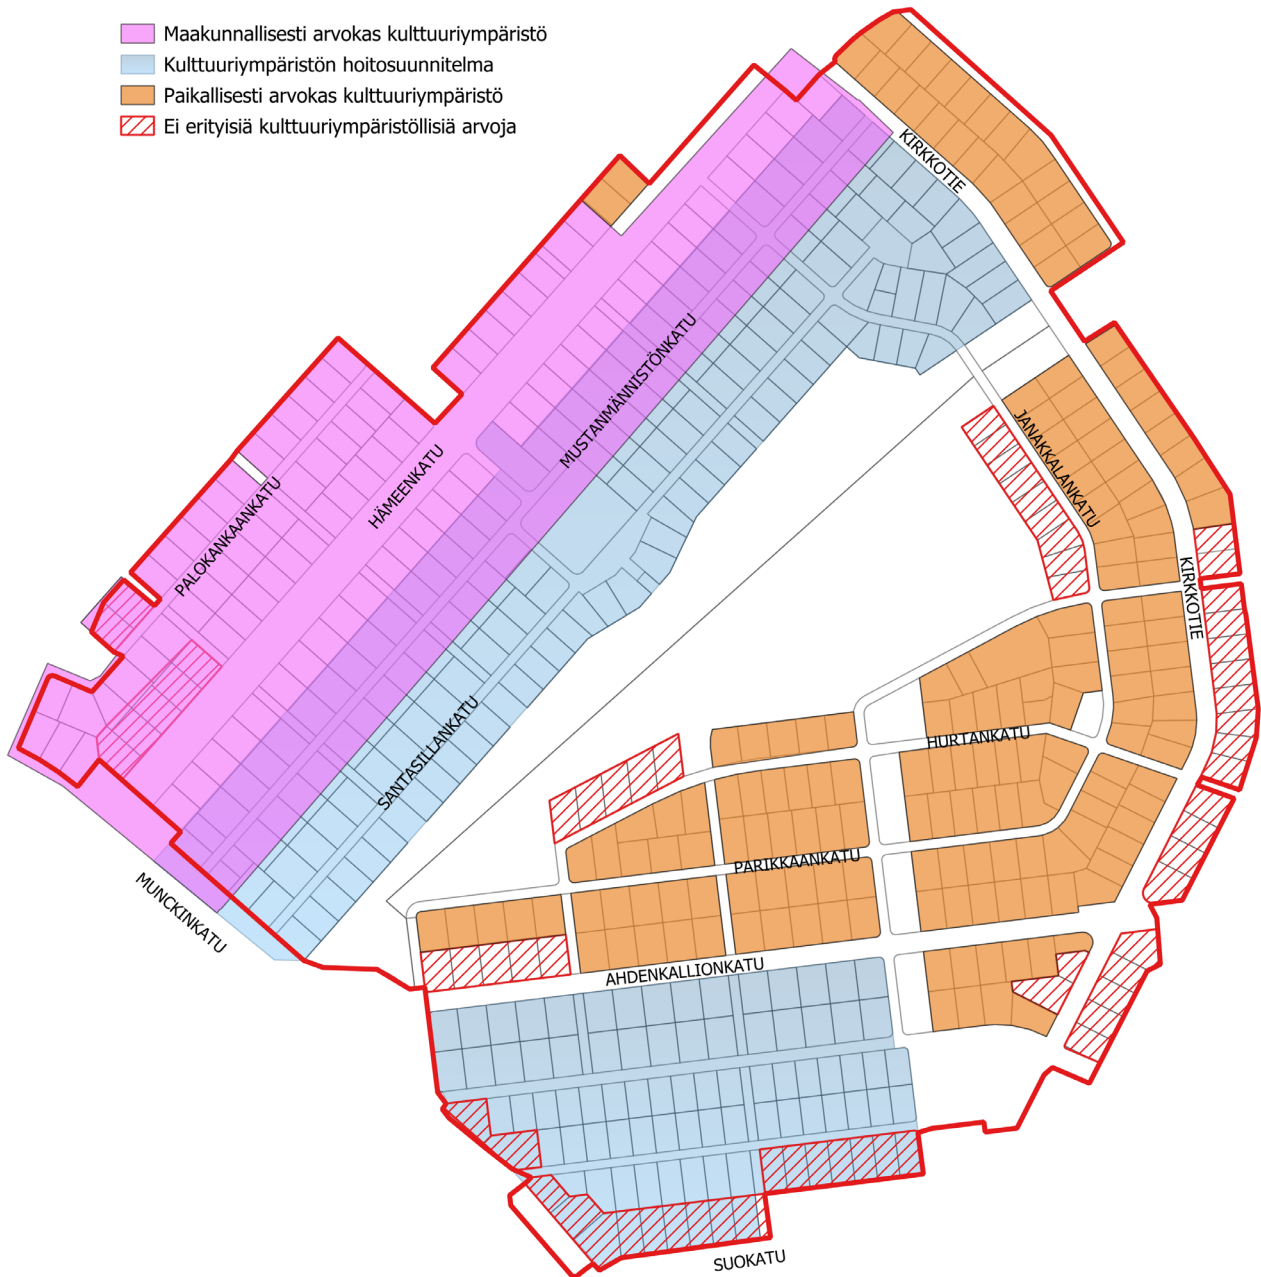 Maakunnallisesti arvokas kulttuuriympäristö
Kulttuuriympäristön hoitosuunnitelma
Paikallisesti arvokas kulttuuriympäristö
Ei erityisiä kulttuuriympäristöllisiä arvoja
KIRKKOTIE
MUSTANMÄNNISTÖNKATU
HÄMEENKATU
PALOKANKAANKATU
JANAKKALANKATU
KIRKKOTIE
SANTASILLANKATU
HURTANKATU
PARIKKAANKATU
MUNCKINKATU
AHDENKALLIONKATU
SUOKATU